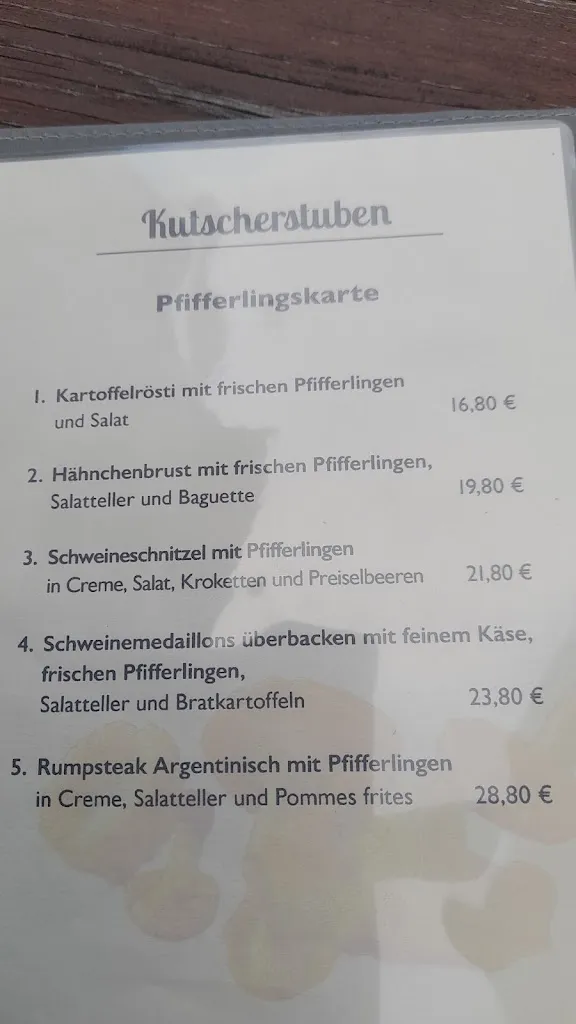 Kutscherstuben
Pfifferlingskarte
1. Kartoffelrösti mit frischen Pfifferlingen
und Salat 16,80 €
2. Hähnchenbrust mit frischen Pfifferlingen,
Salatteller und Baguette 19,80 €
3. Schweineschnitzel mit Pfifferlingen
in Creme, Salat, Kroketten und Preiselbeeren 21,80 €
4. Schweinemedaillons überbacken mit feinem Käse,
frischen Pfifferlingen,
Salatteller und Bratkartoffeln 23,80 €
5. Rumpsteak Argentinisch mit Pfifferlingen
in Creme, Salatteller und Pommes frites 28,80 €